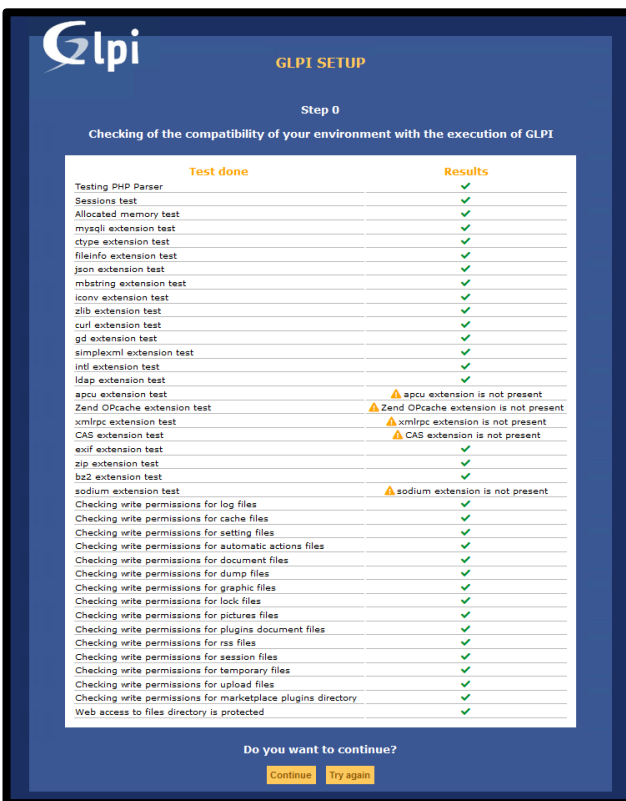 Glpi
GLPI SETUP
Step 0
Checking of the compatibility of your environment with the execution of GLPI
Test done Results
Testing PHP Parser
Sessions test
Allocated memory test
mysqli extension test
ctype extension test
fileinfo extension test
json extension test
mbstring extension test
iconv extension test
zlib extension test
curl extension test
gd extension test
simplexml extension test
intl extension test
ldap extension test
apcu extension test apcu extension is not present
Zend OPcache extension test Zend OPcache extension is not present
xmlrpc extension test xmlrpc extension is not present
CAS extension test CAS extension is not present
exif extension test
zip extension test
bz2 extension test
sodium extension test sodium extension is not present
Checking write permissions for log files
Checking write permissions for cache files
Checking write permissions for setting files
Checking write permissions for automatic actions files
Checking write permissions for document files
Checking write permissions for dump files
Checking write permissions for graphic files
Checking write permissions for lock files
Checking write permissions for pictures files
Checking write permissions for plugins document files
Checking write permissions for rss files
Checking write permissions for session files
Checking write permissions for temporary files
Checking write permissions for upload files
Checking write permissions for marketplace plugins directory
Web access to files directory is protected
Do you want to continue?
Continue Try again